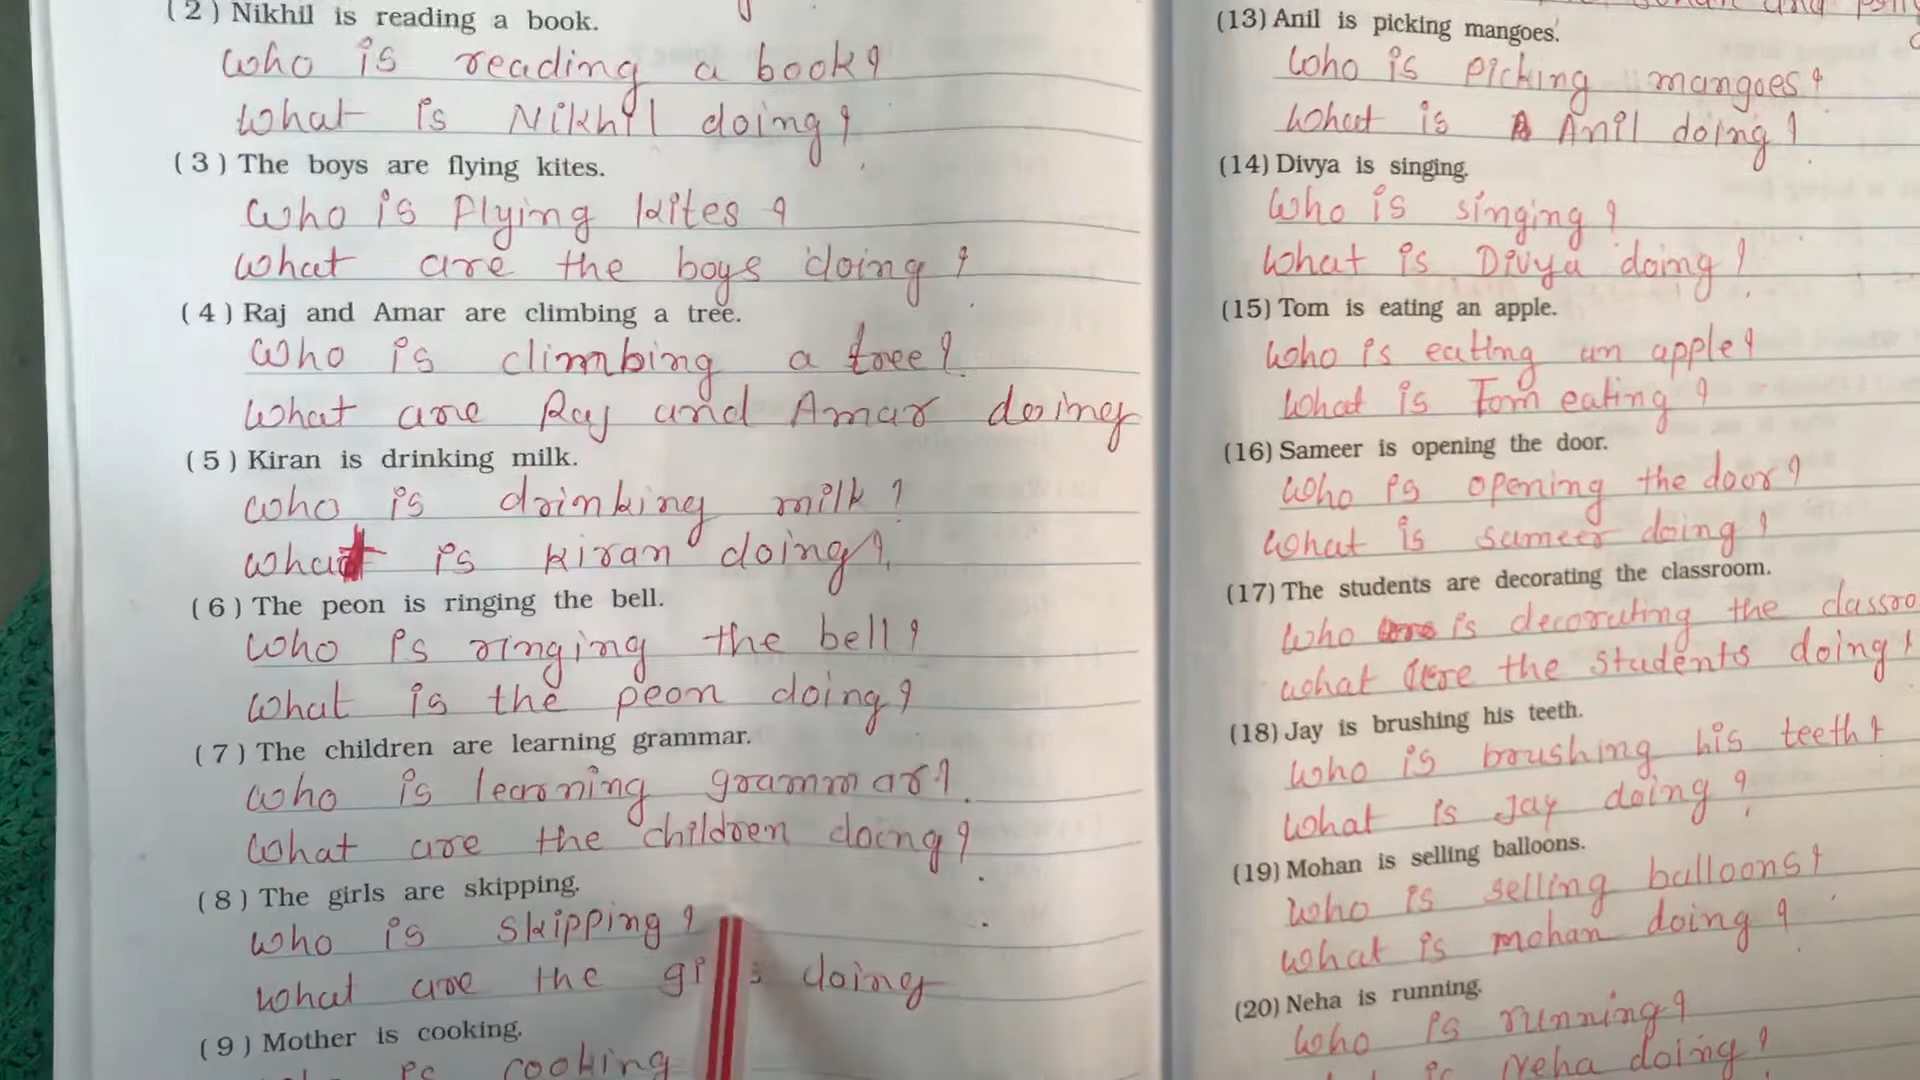 (2) Nikhil is reading a book.
Who is reading a book?
What is Nikhil doing?
(3) The boys are flying kites.
Who is flying kites?
What are the boys doing?
(4) Raj and Amar are climbing a tree.
Who is climbing a tree?
What are Raj and Amar doing
(5) Kiran is drinking milk.
Who is drinking milk?
What is kiran doing?
(6) The peon is ringing the bell.
Who is ringing the bell?
What is the peon doing?
(7) The children are learning grammar.
Who is learning grammar?
What are the children doing?
(8) The girls are skipping.
Who is skipping?
What are the doing
(9) Mother is cooking.
is cooking
(13) Anil is picking mangoes.
Who is picking mangoes?
What is Anil doing?
(14) Divya is singing.
Who is singing?
What is Divya doing?
(15) Tom is eating an apple.
Who is eating an apple?
What is Tom eating?
(16) Sameer is opening the door.
Who is opening the door?
What is sameer doing?
(17) The students are decorating the classroom.
Who is decorating the classro
What are the students doing?
(18) Jay is brushing his teeth.
Who is brushing his teeth?
What is Jay doing?
(19) Mohan is selling balloons.
Who is selling balloons?
What is mohan doing?
(20) Neha is running.
Who is running?
is Neha doing?